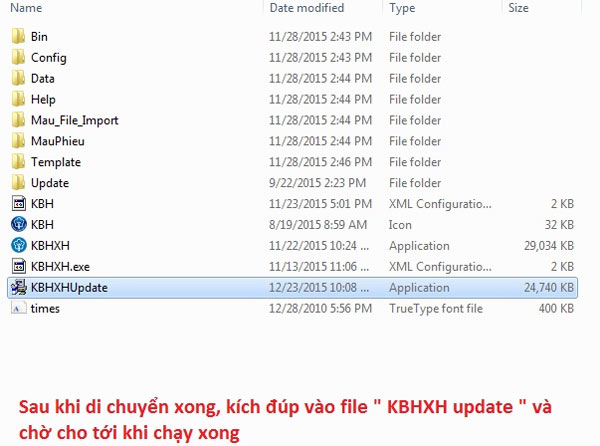 Name Date modified Type Size
Bin 11/28/2015 2:43 PM File folder
Config 11/28/2015 2:43 PM File folder
Data 11/28/2015 2:44 PM File folder
Help 11/28/2015 2:44 PM File folder
Mau_File_Import 11/28/2015 2:44 PM File folder
MauPhieu 11/28/2015 2:44 PM File folder
Template 11/28/2015 2:46 PM File folder
Update 9/22/2015 2:23 PM File folder
KBH 11/23/2015 5:01 PM XML Configuratio... 2 KB
KBH 8/19/2015 8:59 AM Icon 32 KB
KBHXH 11/22/2015 10:24 ... Application 29,034 KB
KBHXH.exe 11/13/2015 11:06 ... XML Configuratio... 2 KB
KBHXHUpdate 12/23/2015 10:08 ... Application 24,740 KB
times 12/28/2010 5:56 PM TrueType font file 400 KB
Sau khi di chuyển xong, kích đúp vào file " KBHXH update " và
chờ cho tới khi chạy xong